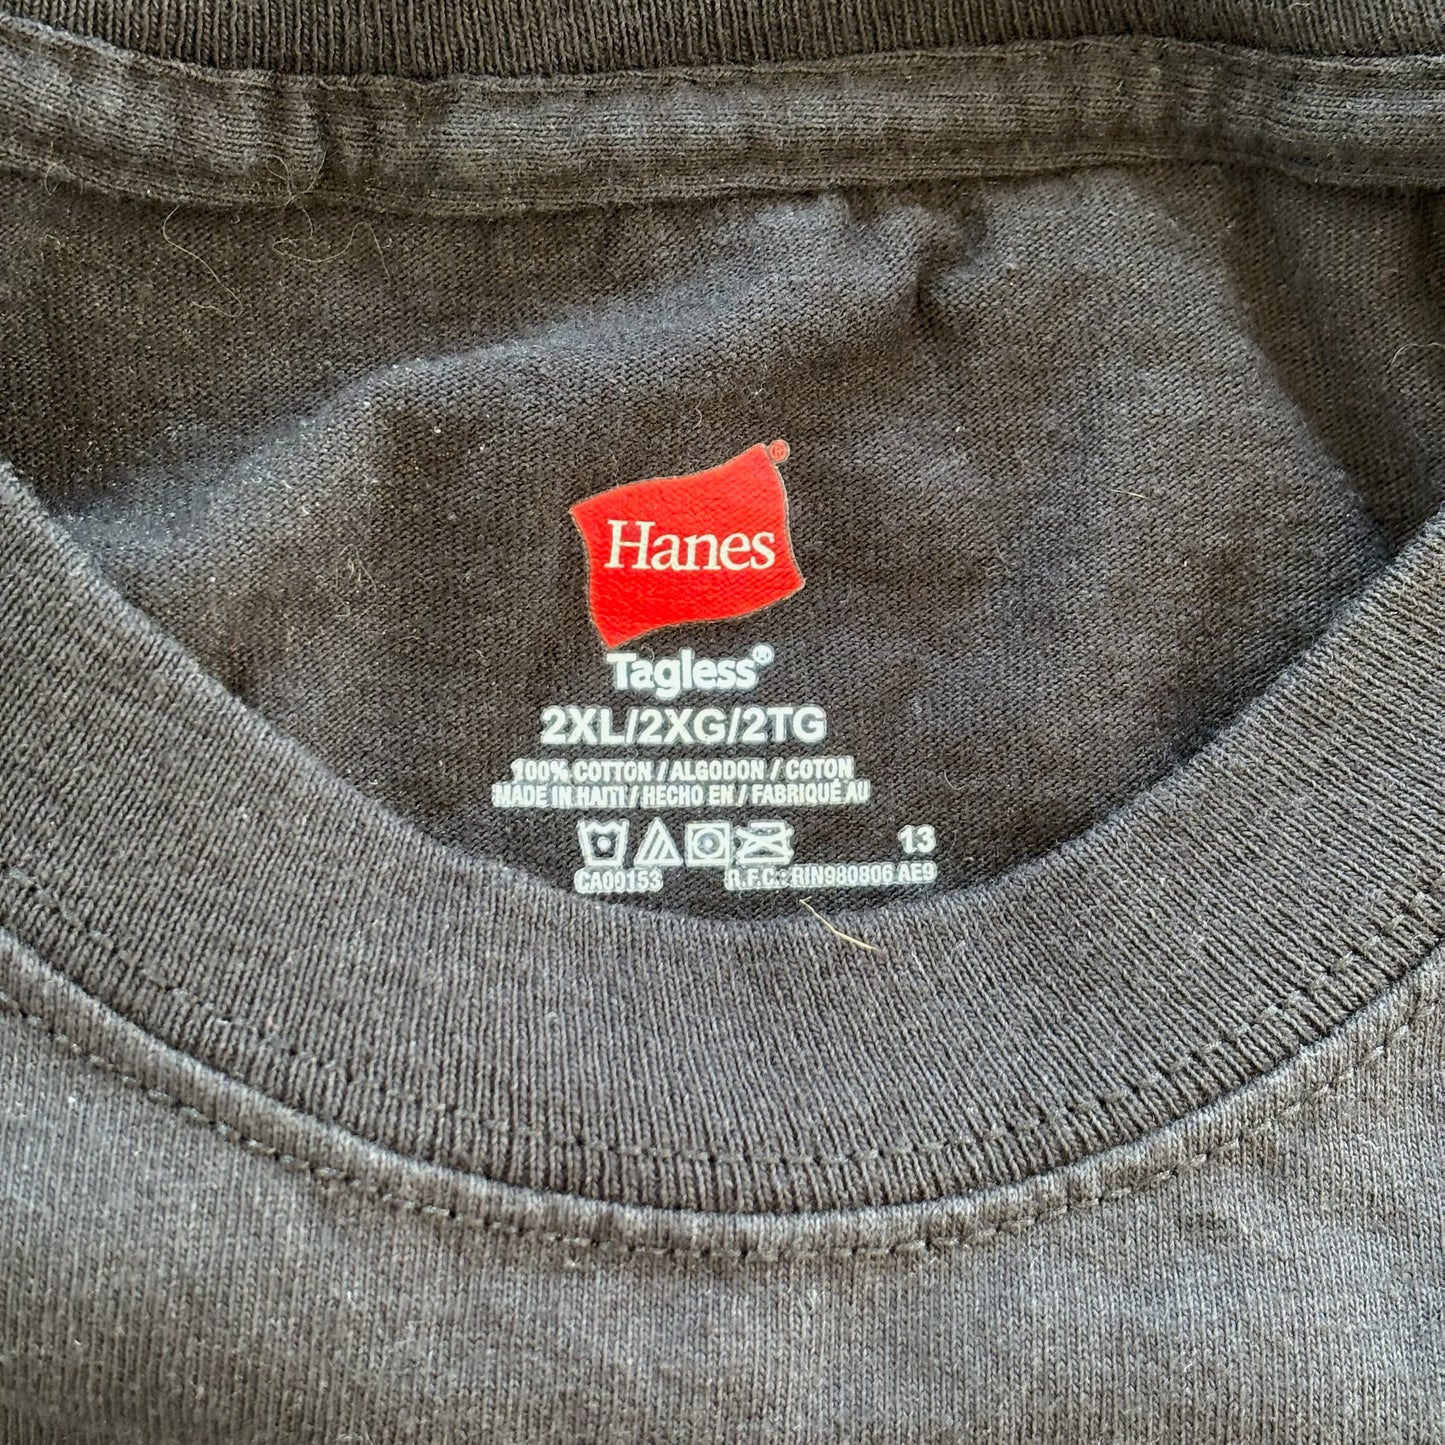 Hanes®
Tagless®
2XL/2XG/2TG
100% COTTON / ALGODON / COTON
MADE IN HAITI / HECHO EN / FABRIQUÉ AU
13
CA00153 R.F.C.: RIN980806 AE9